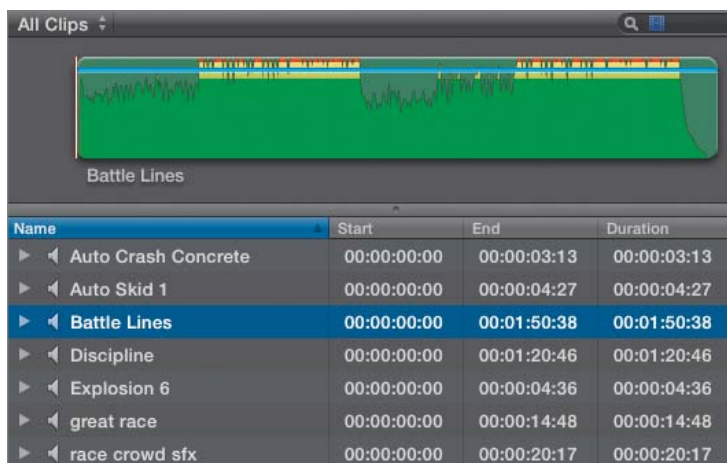 All Clips
Battle Lines
Name Start End Duration
Auto Crash Concrete 00:00:00:00 00:00:03:13 00:00:03:13
Auto Skid 1 00:00:00:00 00:00:04:27 00:00:04:27
Battle Lines 00:00:00:00 00:01:50:38 00:01:50:38
Discipline 00:00:00:00 00:01:20:46 00:01:20:46
Explosion 6 00:00:00:00 00:00:04:36 00:00:04:36
great race 00:00:00:00 00:00:14:48 00:00:14:48
race crowd sfx 00:00:00:00 00:00:20:17 00:00:20:17